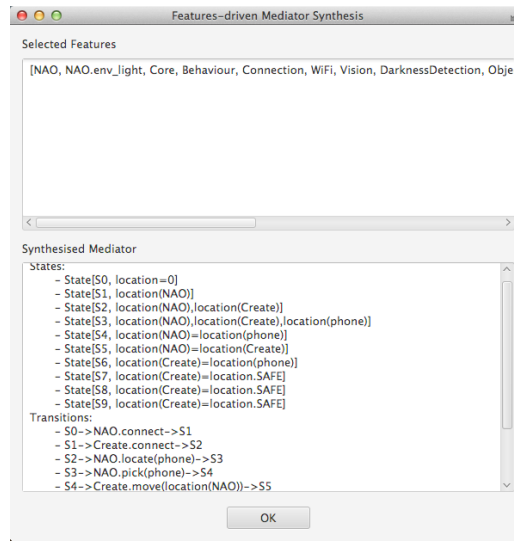 Features-driven Mediator Synthesis
Selected Features
[NAO, NAO.env_light, Core, Behaviour, Connection, WiFi, Vision, DarknessDetection, Obje
Synthesised Mediator
States:
- State[S0, location=0]
- State[S1, location(NAO)]
- State[S2, location(NAO),location(Create)]
- State[S3, location(NAO),location(Create),location(phone)]
- State[S4, location(NAO)=location(phone)]
- State[S5, location(NAO)=location(Create)]
- State[S6, location(Create)=location(phone)]
- State[S7, location(Create)=location.SAFE]
- State[S8, location(Create)=location.SAFE]
- State[S9, location(Create)=location.SAFE]
Transitions:
- S0->NAO.connect->S1
- S1->Create.connect->S2
- S2->NAO.locate(phone)->S3
- S3->NAO.pick(phone)->S4
- S4->Create.move(location(NAO))->S5
OK